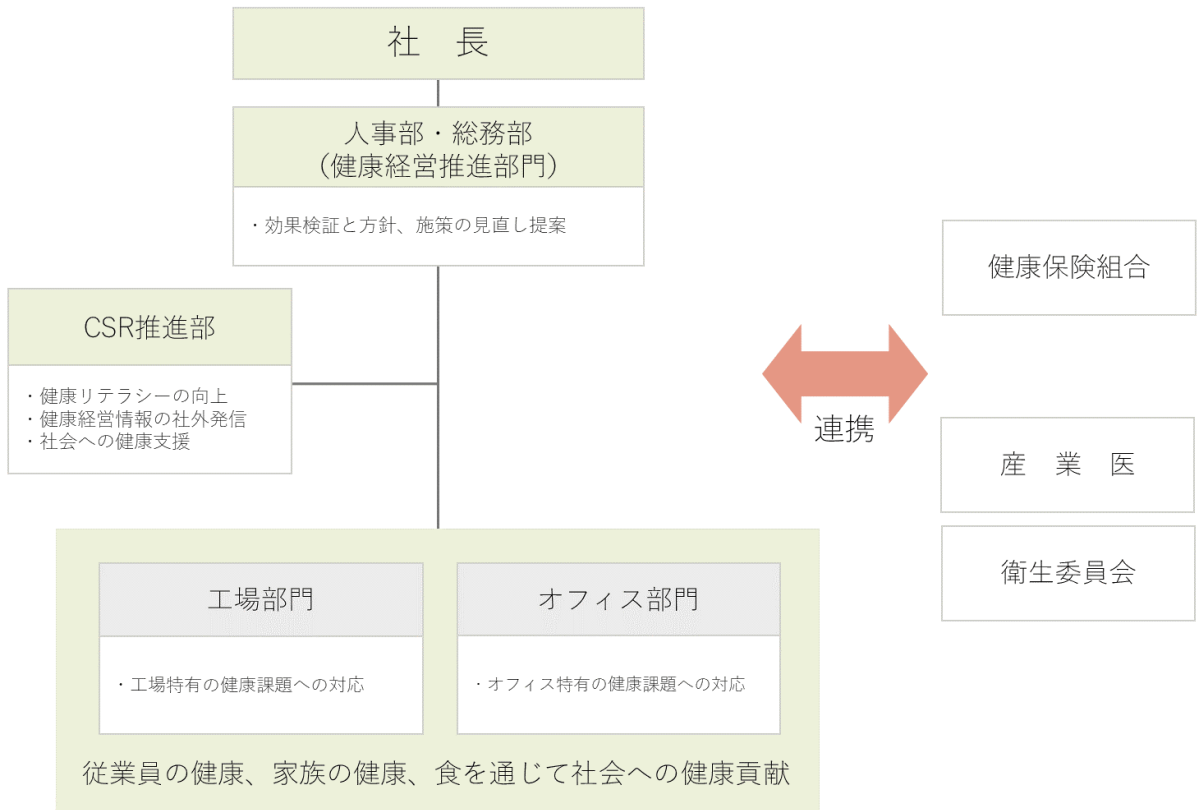 社　長
人事部・総務部
（健康経営推進部門）
・効果検証と方針、施策の見直し提案
CSR推進部
・健康リテラシーの向上
・健康経営情報の社外発信
・社会への健康支援
連携
健康保険組合
産　業　医
衛生委員会
工場部門
・工場特有の健康課題への対応
オフィス部門
・オフィス特有の健康課題への対応
従業員の健康、家族の健康、食を通じて社会への健康貢献